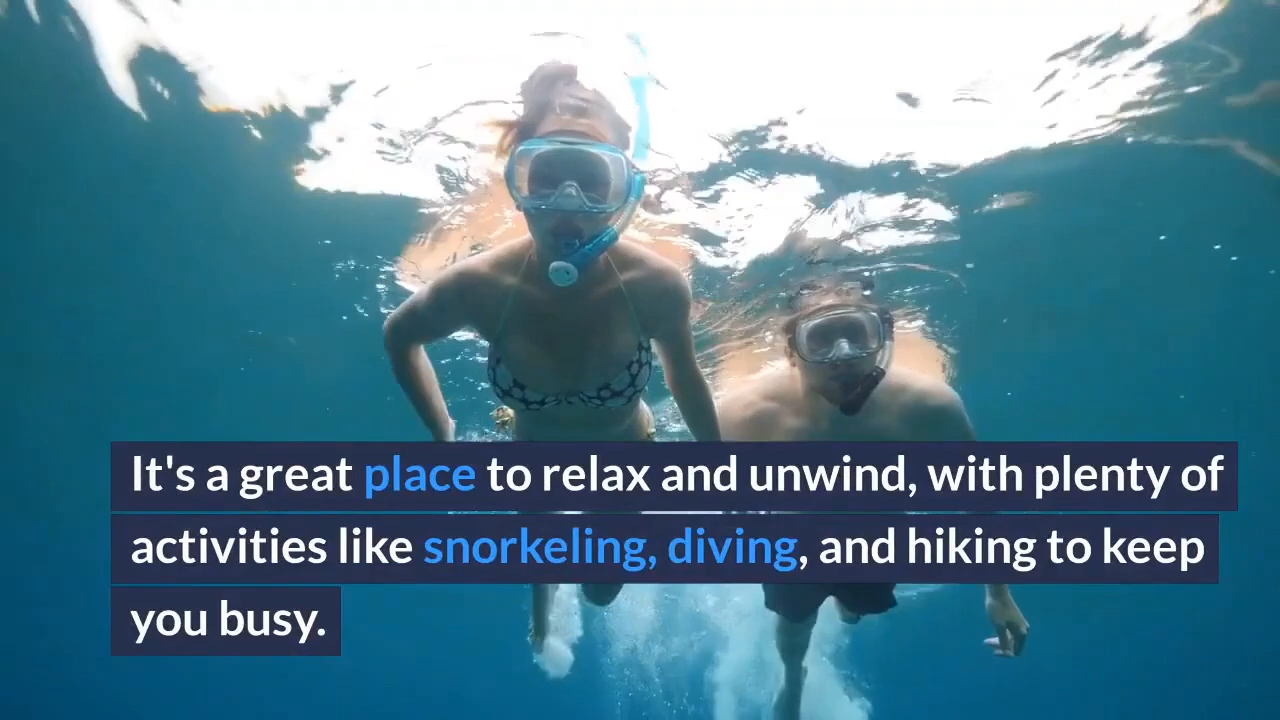 It's a great place to relax and unwind, with plenty of
activities like snorkeling, diving, and hiking to keep
you busy.